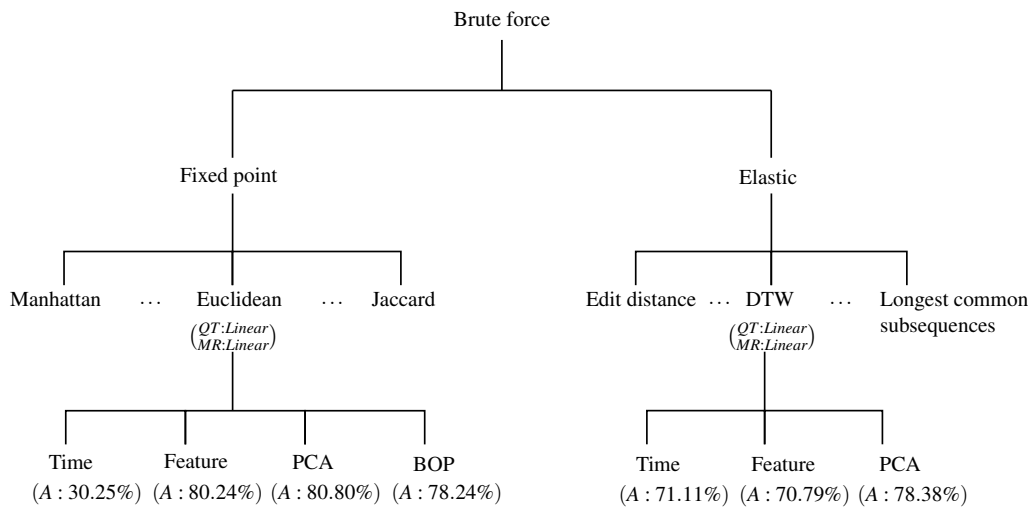 Brute force
Fixed point
Elastic
Manhattan ... Euclidean ... Jaccard
(QT:Linear
MR:Linear)
Edit distance ... DTW ... Longest common
subsequences
(QT:Linear
MR:Linear)
Time Feature PCA BOP
(A : 30.25%) (A : 80.24%) (A : 80.80%) (A : 78.24%)
Time Feature PCA
(A : 71.11%) (A : 70.79%) (A : 78.38%)